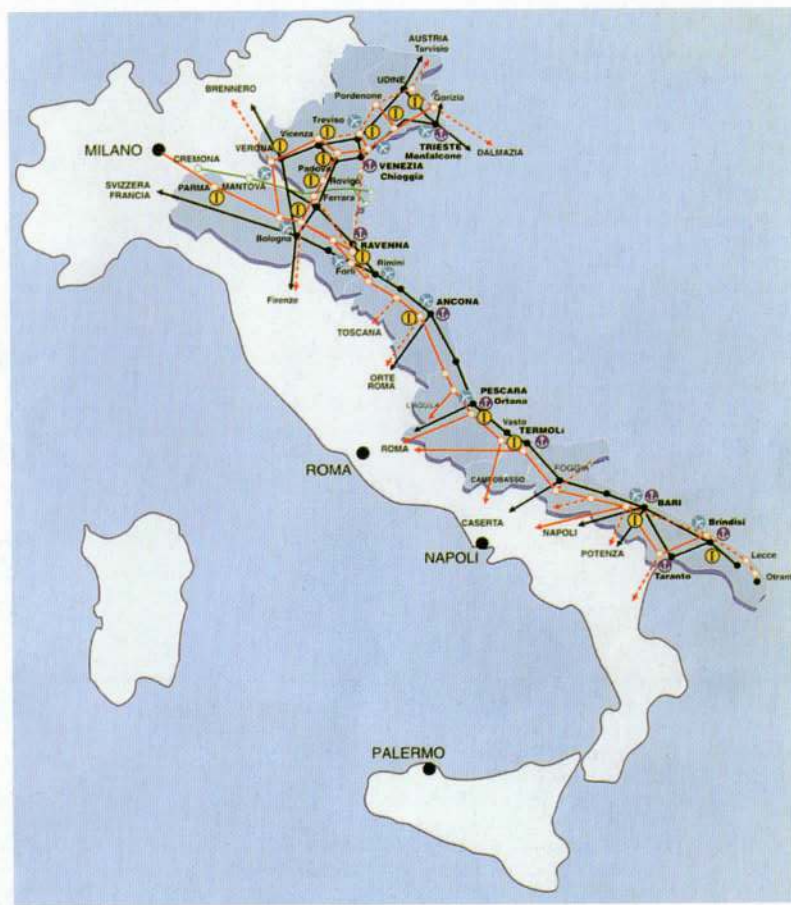 AUSTRIA
Tarvisio
UDINE
BRENNERO
Pordenone
Gorizia
Treviso
Vicenza
MILANO
VERONA
TRIESTE
Monfalcone
CREMONA
Padova
VENEZIA
Chioggia
DALMAZIA
SVIZZERA
FRANCIA
PARMA
MANTOVA
Rovigo
Ferrara
Bologna
RAVENNA
Forlì
Rimini
Firenze
ANCONA
TOSCANA
ORTE
ROMA
PESCARA
Ortona
Vasto
TERMOLI
ROMA
ROMA
FOGGIA
CAMPOBASSO
BARI
CASERTA
NAPOLI
Brindisi
NAPOLI
POTENZA
Lecce
Taranto
Otranto
PALERMO